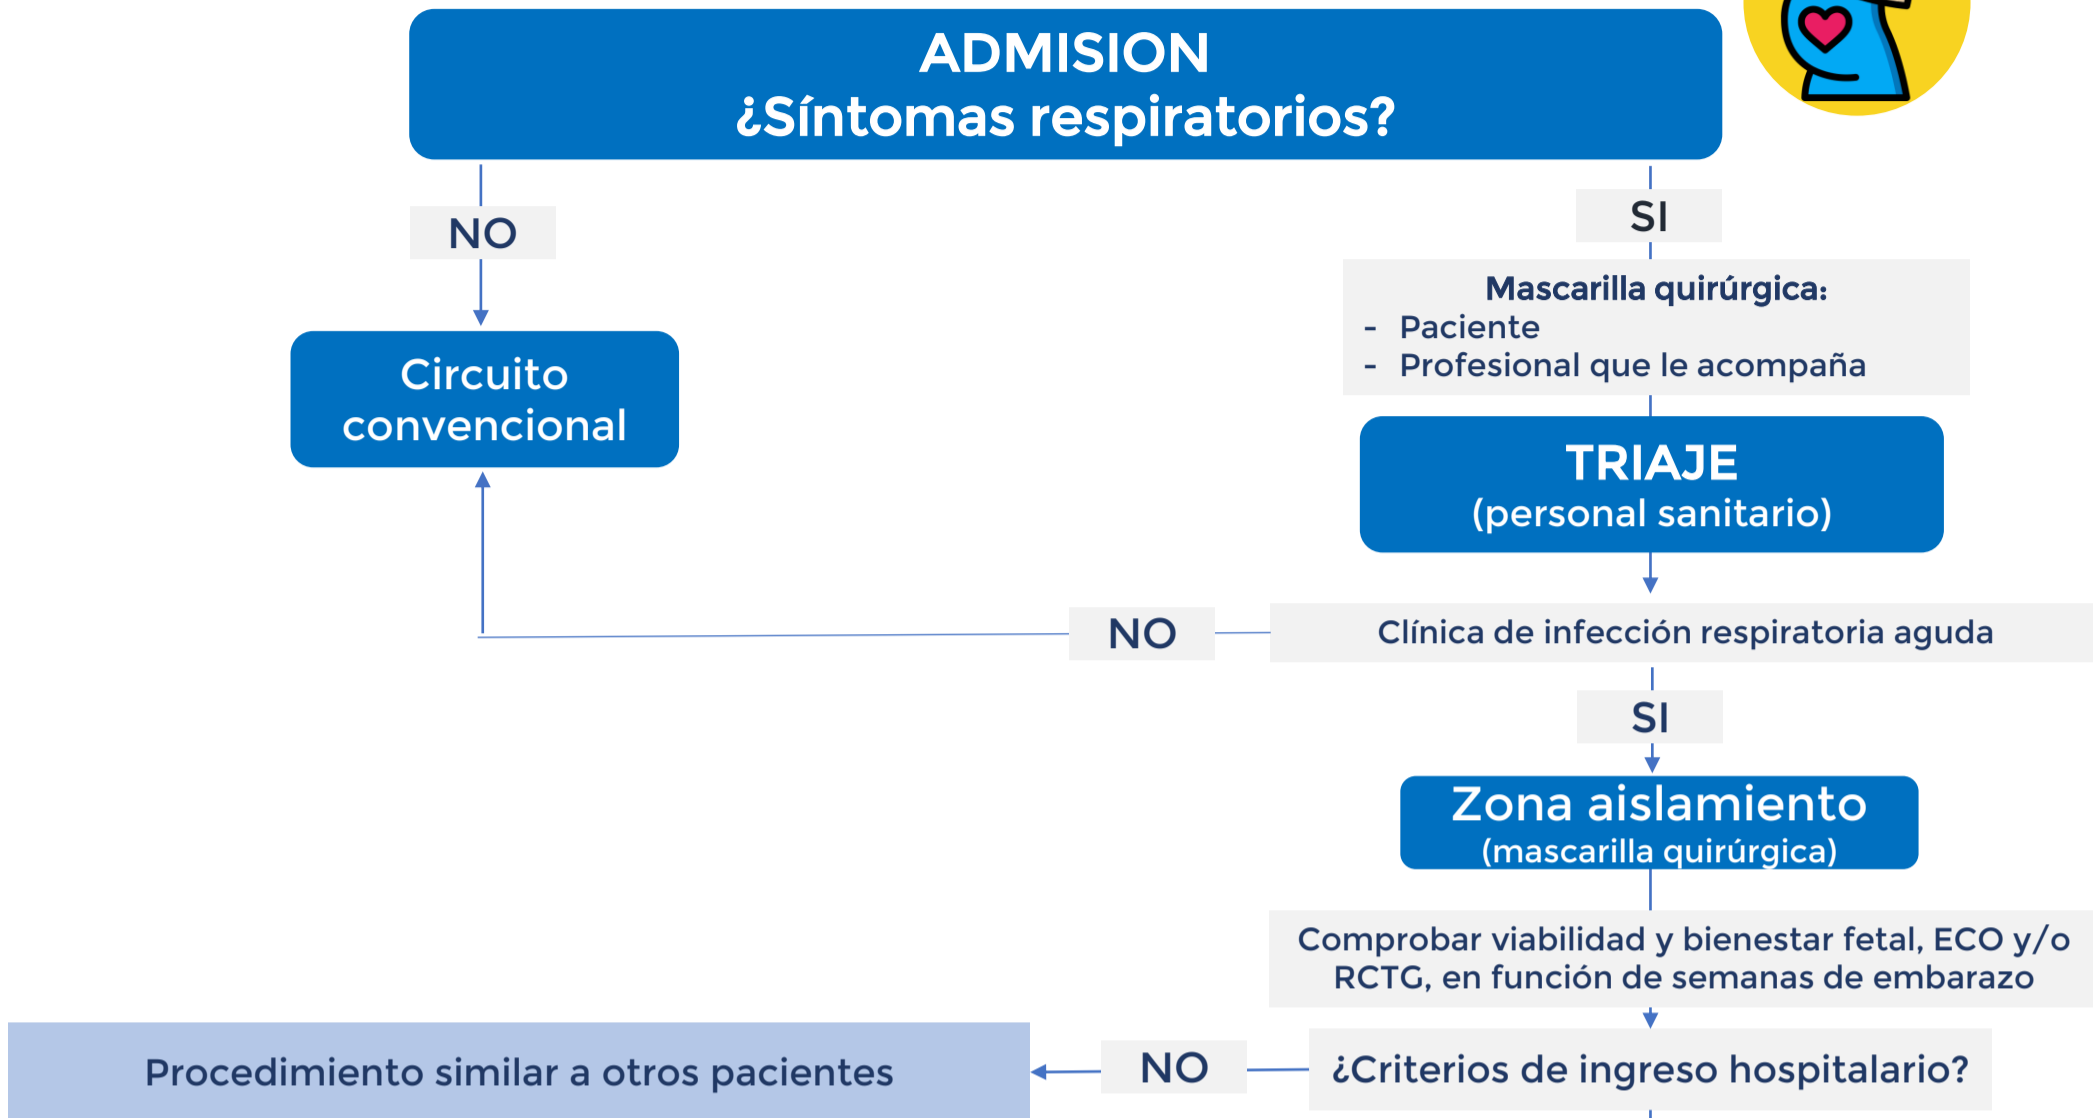 ADMISION
¿Síntomas respiratorios?
NO
SI
Mascarilla quirúrgica:
- Paciente
- Profesional que le acompaña
Circuito
convencional
TRIAJE
(personal sanitario)
NO
Clínica de infección respiratoria aguda
SI
Zona aislamiento
(mascarilla quirúrgica)
Comprobar viabilidad y bienestar fetal, ECO y/o
RCTG, en función de semanas de embarazo
Procedimiento similar a otros pacientes
NO
¿Criterios de ingreso hospitalario?